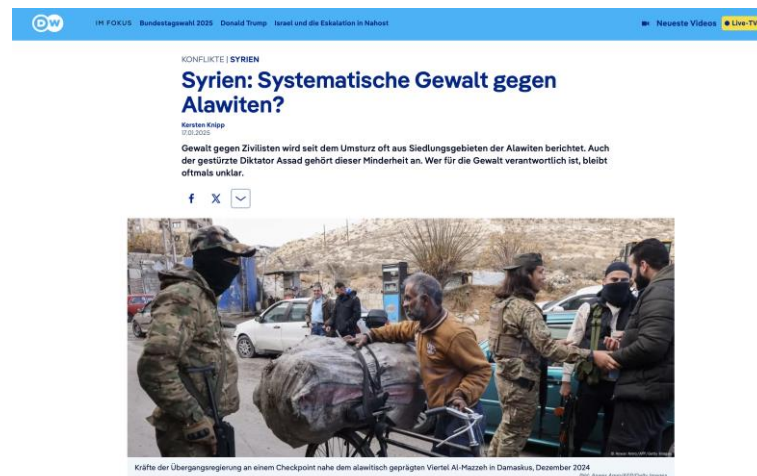 DW
IM FOKUS Bundestagswahl 2025 Donald Trump Israel und die Eskalation in Nahost
Neueste Videos Live-TV
KONFLIKTE | SYRIEN
Syrien: Systematische Gewalt gegen
Alawiten?
Kersten Knipp
17.01.2025
Gewalt gegen Zivilisten wird seit dem Umsturz oft aus Siedlungsgebieten der Alawiten berichtet. Auch
der gestürzte Diktator Assad gehört dieser Minderheit an. Wer für die Gewalt verantwortlich ist, bleibt
oftmals unklar.
Kräfte der Übergangsregierung an einem Checkpoint nahe dem alawitisch geprägten Viertel Al-Mazzeh in Damaskus, Dezember 2024